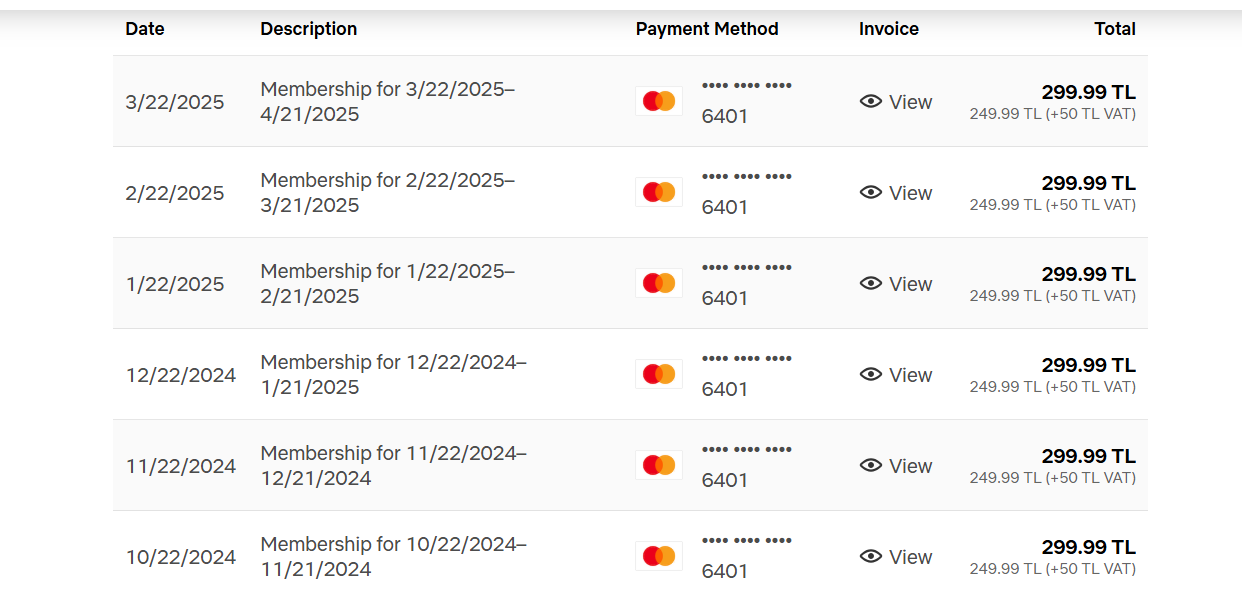 Date Description Payment Method Invoice Total
3/22/2025 Membership for 3/22/2025–
4/21/2025 •••• •••• ••••
6401 View 299.99 TL
249.99 TL (+50 TL VAT)
2/22/2025 Membership for 2/22/2025–
3/21/2025 •••• •••• ••••
6401 View 299.99 TL
249.99 TL (+50 TL VAT)
1/22/2025 Membership for 1/22/2025–
2/21/2025 •••• •••• ••••
6401 View 299.99 TL
249.99 TL (+50 TL VAT)
12/22/2024 Membership for 12/22/2024–
1/21/2025 •••• •••• ••••
6401 View 299.99 TL
249.99 TL (+50 TL VAT)
11/22/2024 Membership for 11/22/2024–
12/21/2024 •••• •••• ••••
6401 View 299.99 TL
249.99 TL (+50 TL VAT)
10/22/2024 Membership for 10/22/2024–
11/21/2024 •••• •••• ••••
6401 View 299.99 TL
249.99 TL (+50 TL VAT)